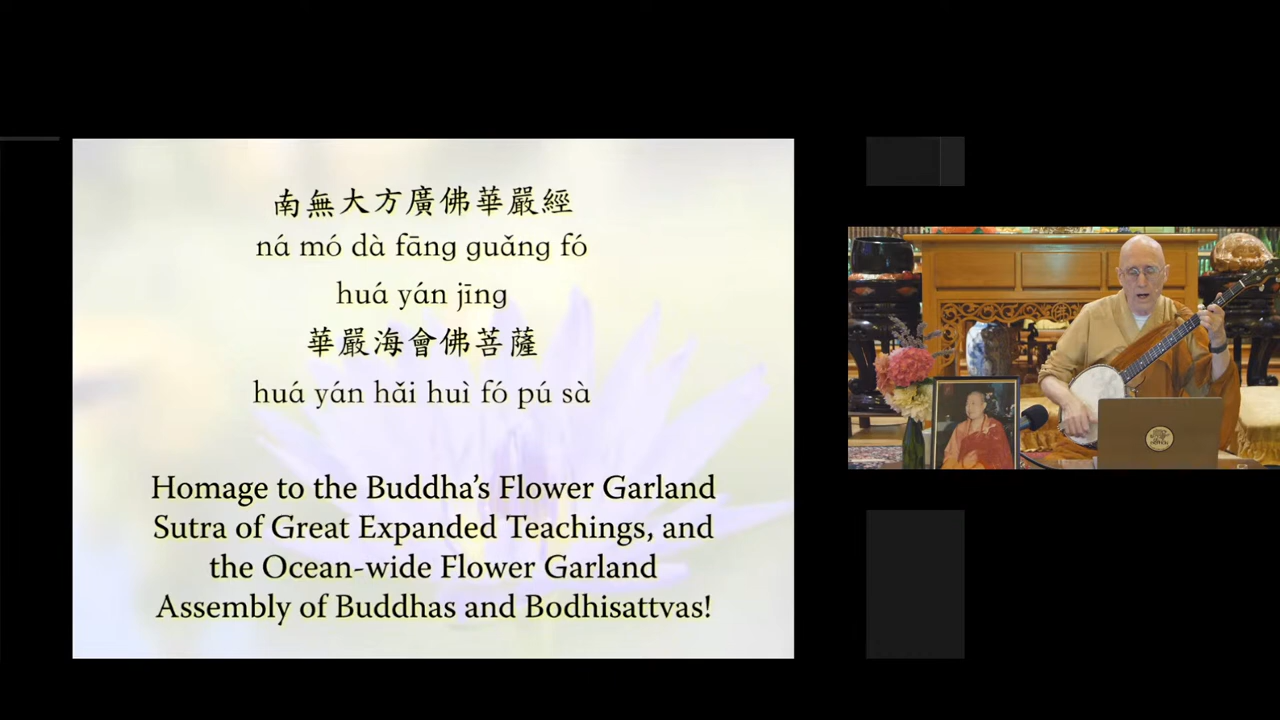 南無大方廣佛華嚴經
ná mó dà fāng guǎng fó
huá yán jīng
華嚴海會佛菩薩
huá yán hǎi huì fó pú sà
Homage to the Buddha’s Flower Garland
Sutra of Great Expanded Teachings, and
the Ocean-wide Flower Garland
Assembly of Buddhas and Bodhisattvas!